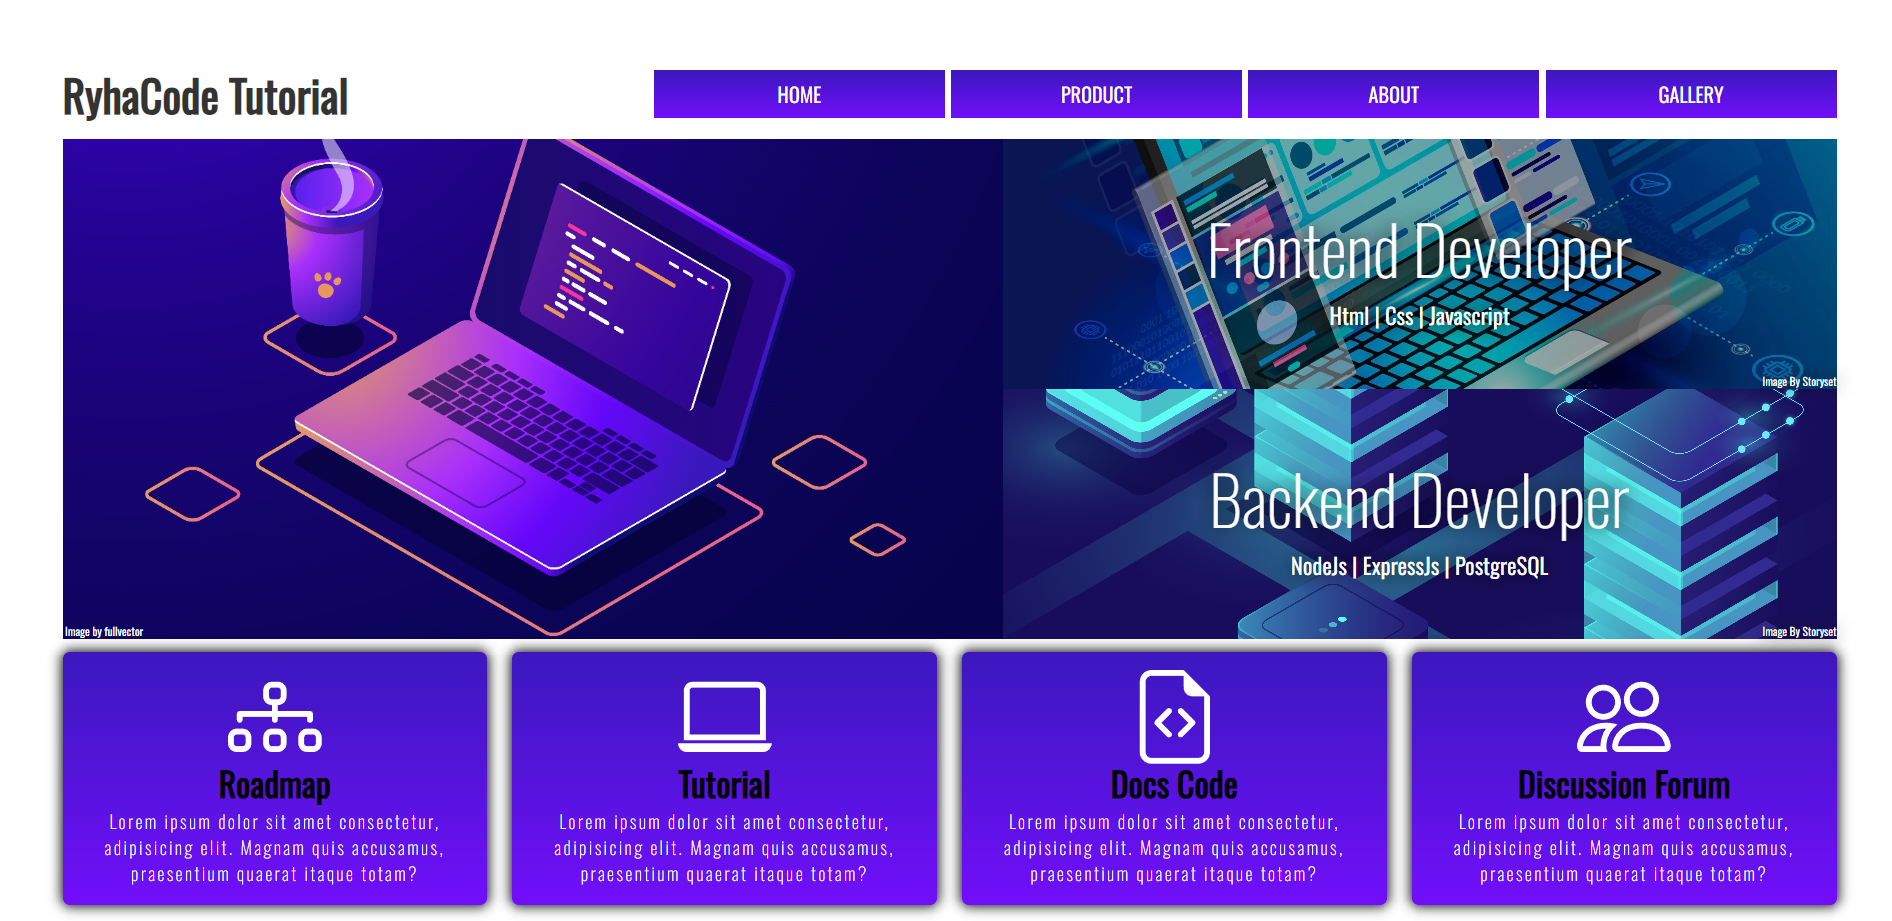 RyhaCode Tutorial
HOME
PRODUCT
ABOUT
GALLERY
Frontend Developer
Html | Css | Javascript
Image By Storyset
Backend Developer
NodeJs | ExpressJs | PostgreSQL
Image by fullvector
Image By Storyset
Roadmap
Lorem ipsum dolor sit amet consectetur,
adipisicing elit. Magnam quis accusamus,
praesentium quaerat itaque totam?
Tutorial
Lorem ipsum dolor sit amet consectetur,
adipisicing elit. Magnam quis accusamus,
praesentium quaerat itaque totam?
Docs Code
Lorem ipsum dolor sit amet consectetur,
adipisicing elit. Magnam quis accusamus,
praesentium quaerat itaque totam?
Discussion Forum
Lorem ipsum dolor sit amet consectetur,
adipisicing elit. Magnam quis accusamus,
praesentium quaerat itaque totam?